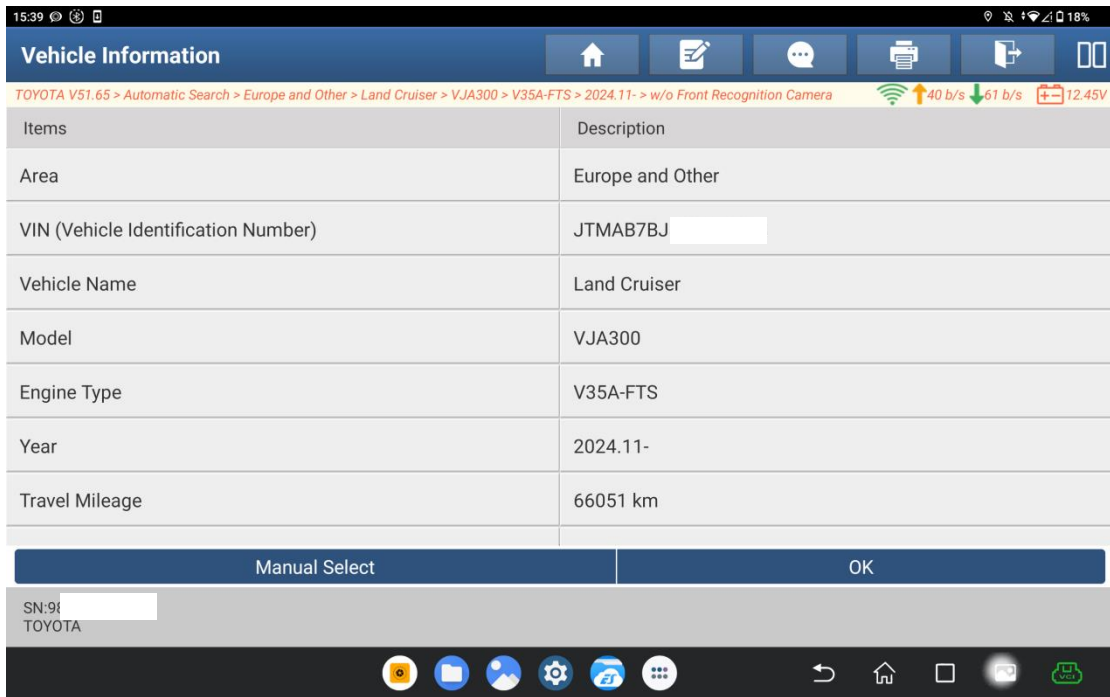 15:39 18%
Vehicle Information
TOYOTA V51.65 > Automatic Search > Europe and Other > Land Cruiser > VJA300 > V35A-FTS > 2024.11- > w/o Front Recognition Camera 40 b/s 61 b/s 12.45V
Items Description
Area Europe and Other
VIN (Vehicle Identification Number) JTMAB7BJ
Vehicle Name Land Cruiser
Model VJA300
Engine Type V35A-FTS
Year 2024.11-
Travel Mileage 66051 km
Manual Select OK
SN:98
TOYOTA
ES
VCI